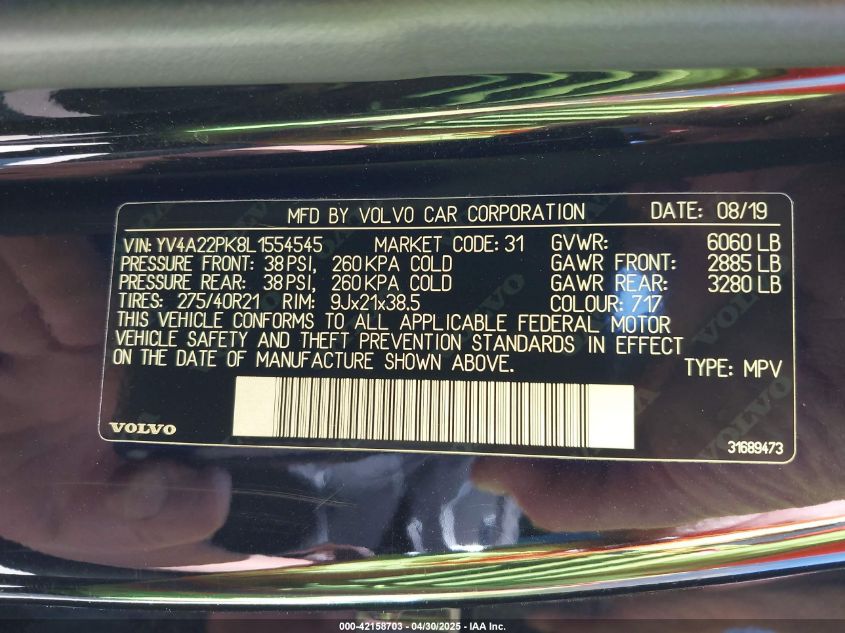 MFD BY VOLVO CAR CORPORATION DATE: 08/19
VIN: YV4A22PK8L1554545 MARKET CODE: 31 GVWR: 6060 LB
PRESSURE FRONT: 38 PSI, 260 KPA COLD GAWR FRONT: 2885 LB
PRESSURE REAR: 38 PSI, 260 KPA COLD GAWR REAR: 3280 LB
TIRES: 275/40R21 RIM: 9Jx21x38.5 COLOUR: 717
THIS VEHICLE CONFORMS TO ALL APPLICABLE FEDERAL MOTOR
VEHICLE SAFETY AND THEFT PREVENTION STANDARDS IN EFFECT
ON THE DATE OF MANUFACTURE SHOWN ABOVE. TYPE: MPV
VOLVO 31689473
000-42158703 - 04/30/2025 - IAA Inc.